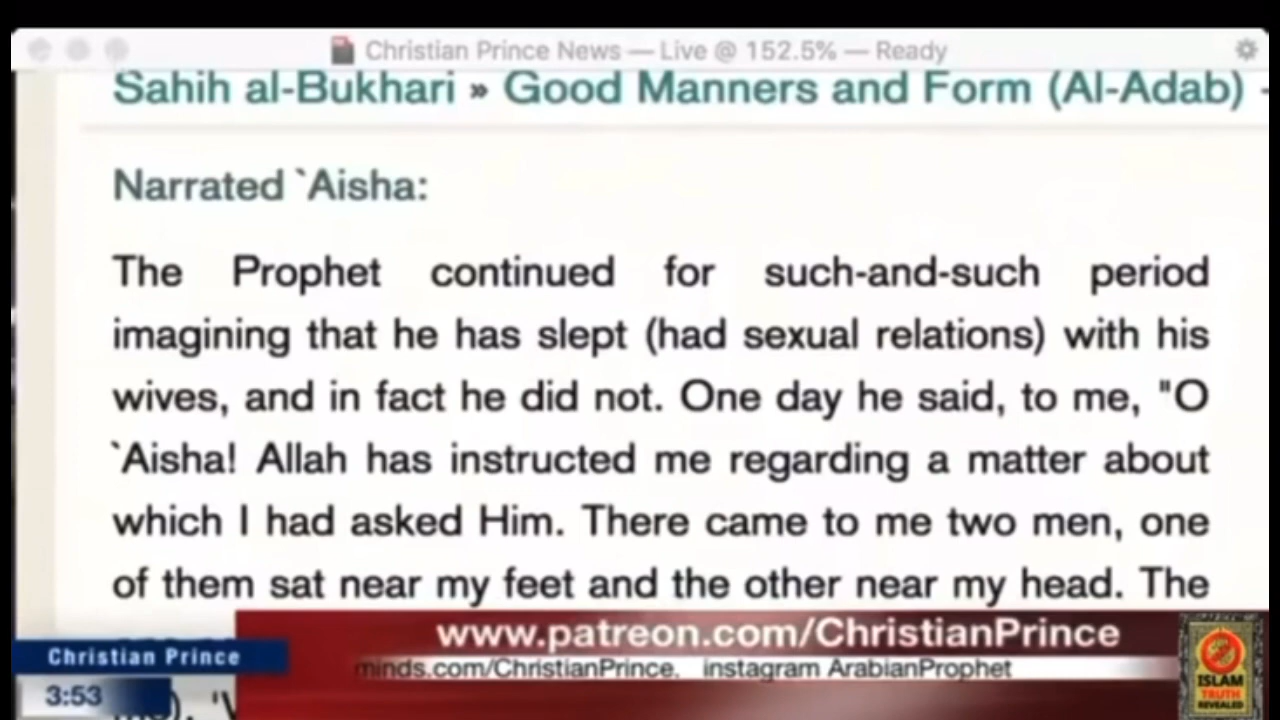 Christian Prince News — Live @ 152.5% — Ready
Sahih al-Bukhari » Good Manners and Form (Al-Adab) -
Narrated `Aisha:
The Prophet continued for such-and-such period
imagining that he has slept (had sexual relations) with his
wives, and in fact he did not. One day he said, to me, "O
`Aisha! Allah has instructed me regarding a matter about
which I had asked Him. There came to me two men, one
of them sat near my feet and the other near my head. The
www.patreon.com/ChristianPrince
Christian Prince
minds.com/ChristianPrince. instagram ArabianProphet
3:53
ISLAM
TRUTH
REVEALED